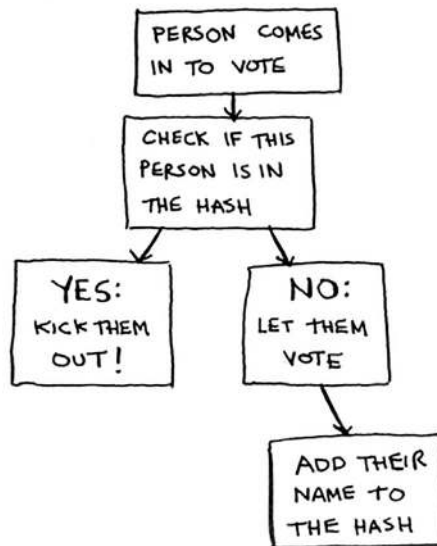 PERSON COMES
IN TO VOTE
CHECK IF THIS
PERSON IS IN
THE HASH
YES:
KICK THEM
OUT!
NO:
LET THEM
VOTE
ADD THEIR
NAME TO
THE HASH